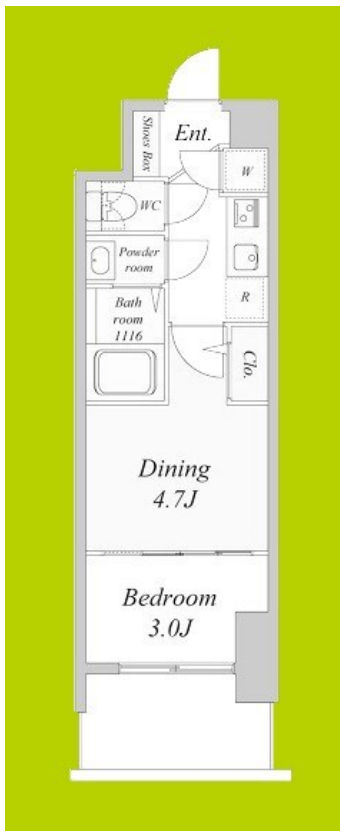 Ent.
Shoes Box
W
WC
Powder
room
Bath
room
1116
R
Clo.
Dining
4.7J
Bedroom
3.0J